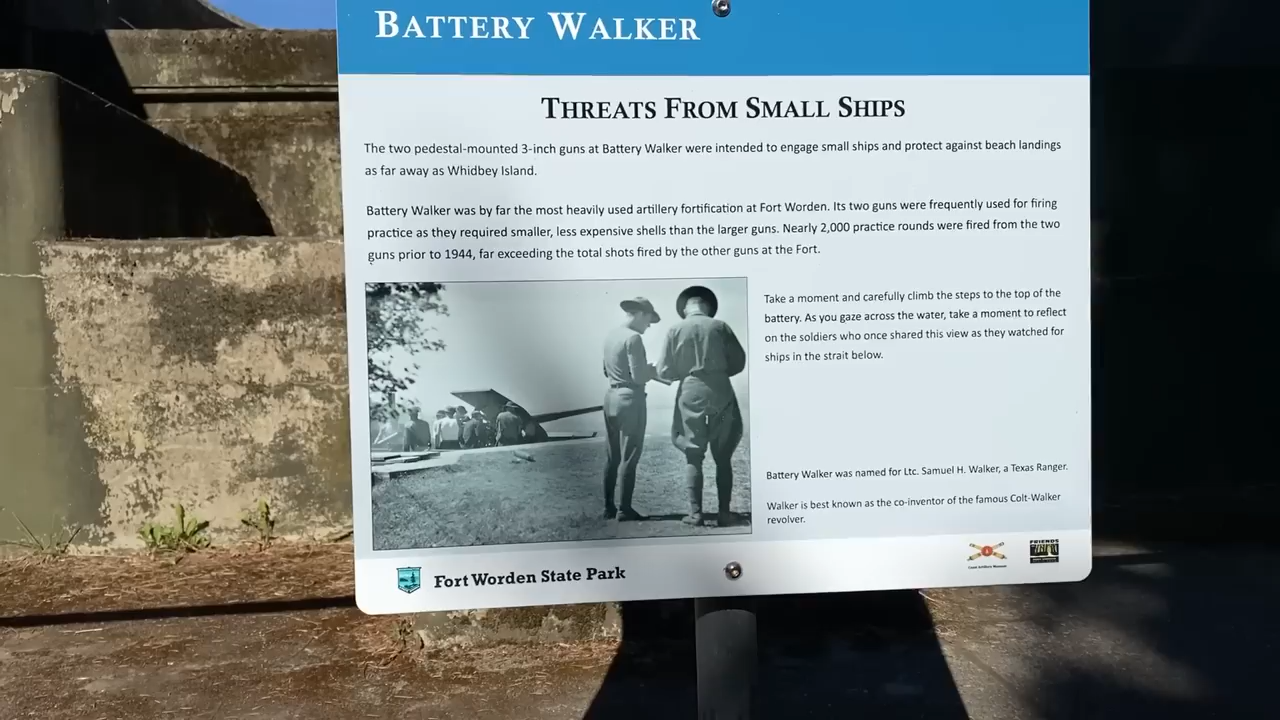 BATTERY WALKER
THREATS FROM SMALL SHIPS
The two pedestal-mounted 3-inch guns at Battery Walker were intended to engage small ships and protect against beach landings
as far away as Whidbey Island.
Battery Walker was by far the most heavily used artillery fortification at Fort Worden. Its two guns were frequently used for firing
practice as they required smaller, less expensive shells than the larger guns. Nearly 2,000 practice rounds were fired from the two
guns prior to 1944, far exceeding the total shots fired by the other guns at the Fort.
Take a moment and carefully climb the steps to the top of the
battery. As you gaze across the water, take a moment to reflect
on the soldiers who once shared this view as they watched for
ships in the strait below.
Battery Walker was named for Ltc. Samuel H. Walker, a Texas Ranger.
Walker is best known as the co-inventor of the famous Colt-Walker
revolver.
Fort Worden State Park
Coast Artillery Museum
FRIENDS